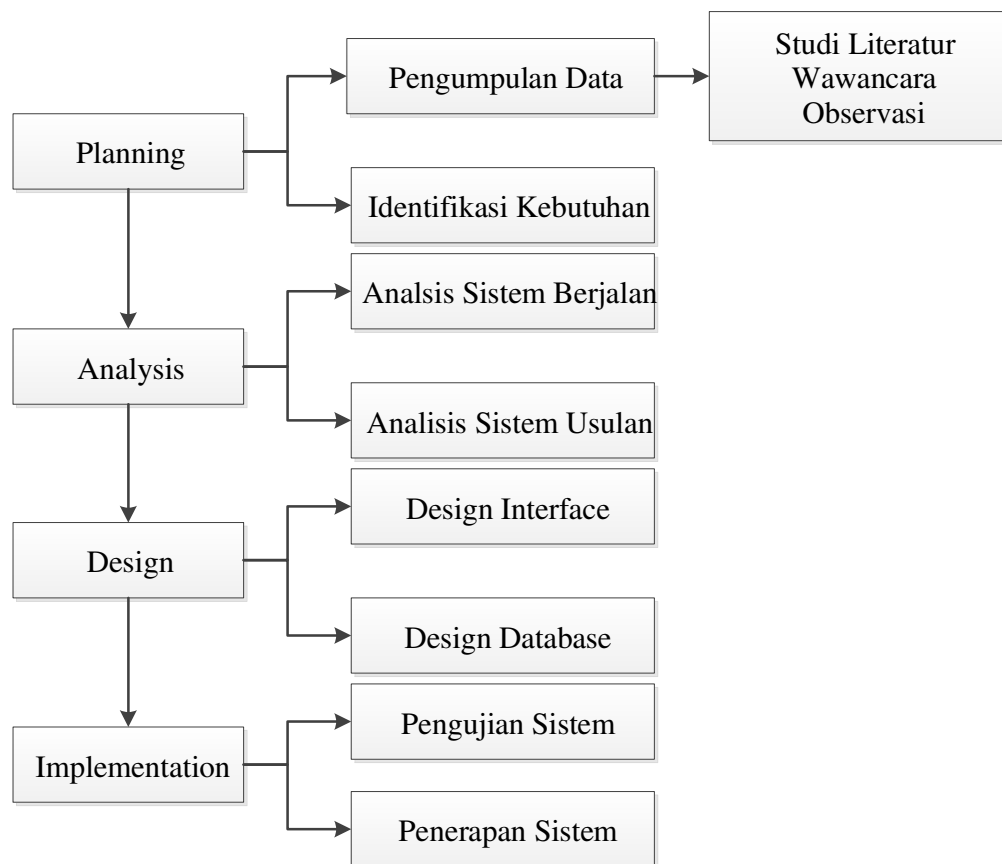 Planning
Pengumpulan Data
Studi Literatur
Wawancara
Observasi
Identifikasi Kebutuhan
Analysis
Analsis Sistem Berjalan
Analisis Sistem Usulan
Design
Design Interface
Design Database
Implementation
Pengujian Sistem
Penerapan Sistem